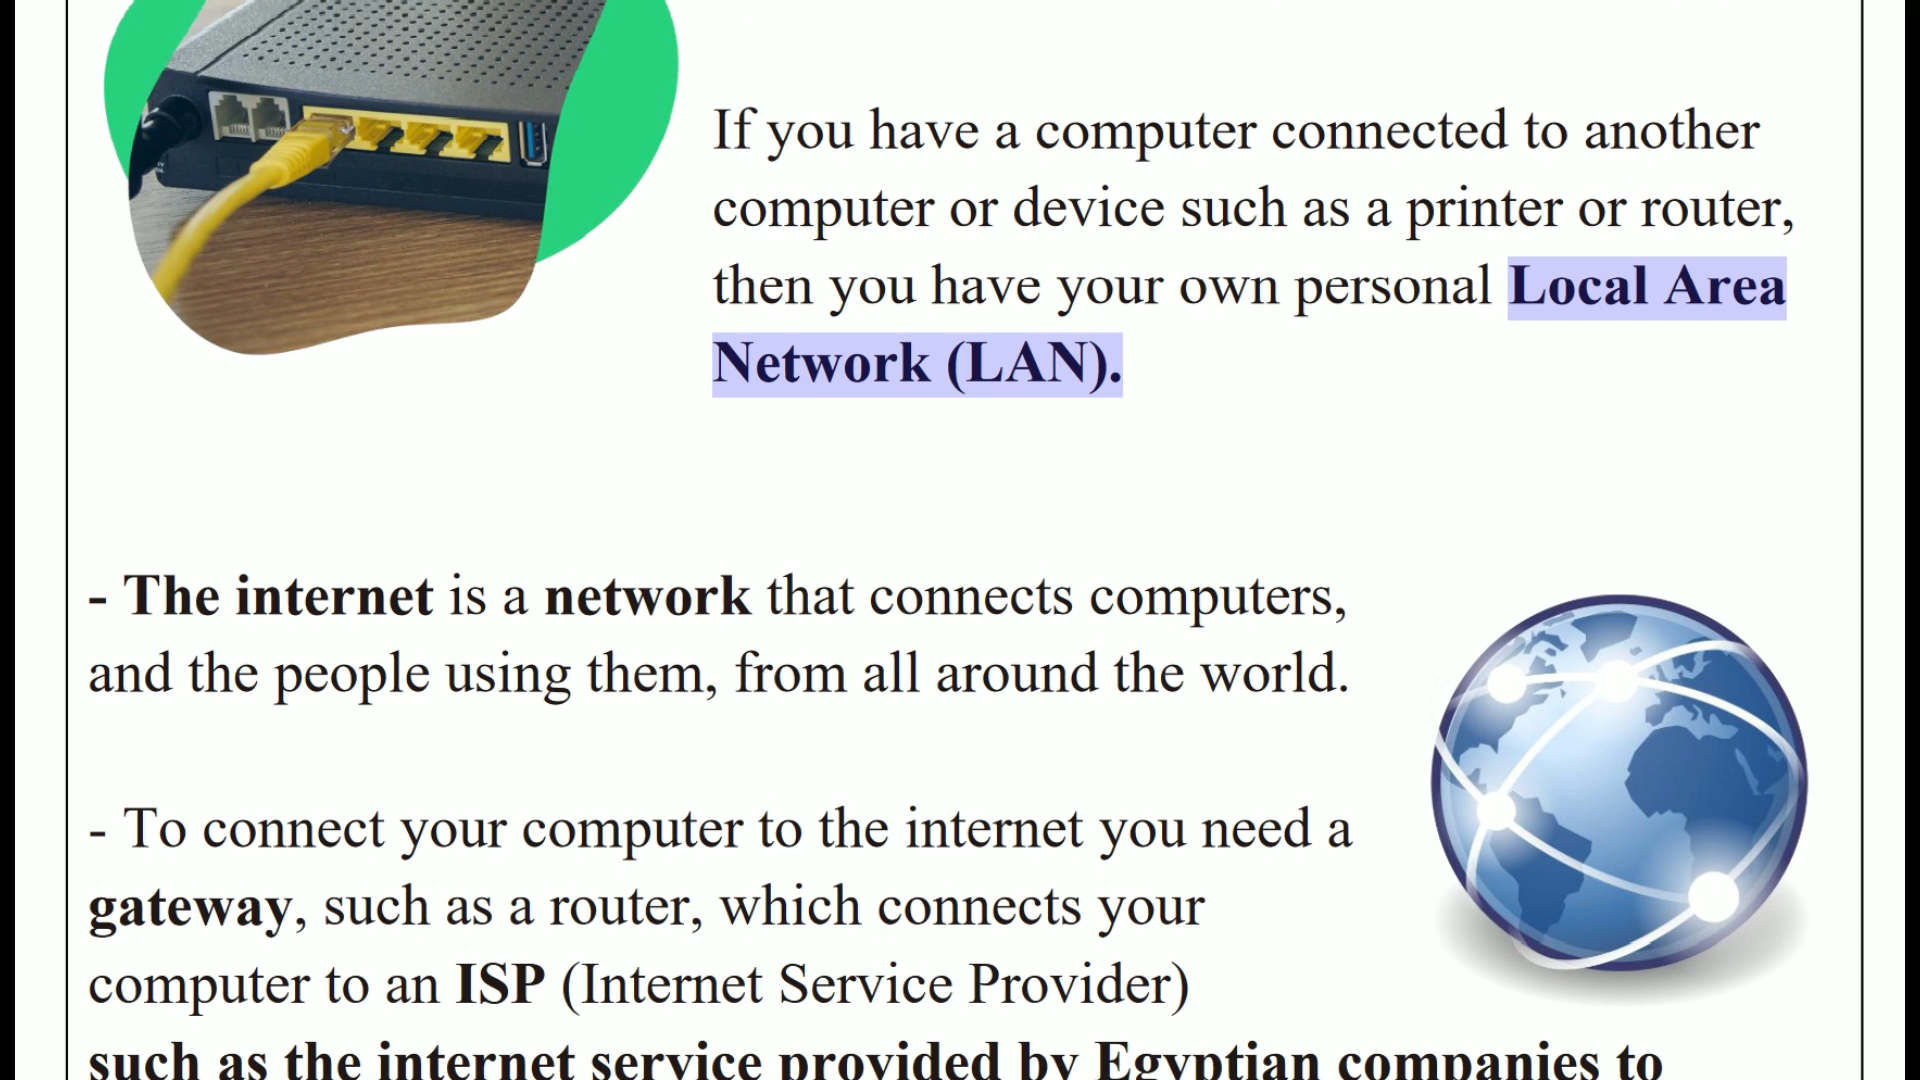 If you have a computer connected to another
computer or device such as a printer or router,
then you have your own personal Local Area
Network (LAN).
- The internet is a network that connects computers,
and the people using them, from all around the world.
- To connect your computer to the internet you need a
gateway, such as a router, which connects your
computer to an ISP (Internet Service Provider)
such as the internet service provided by Egyptian companies to